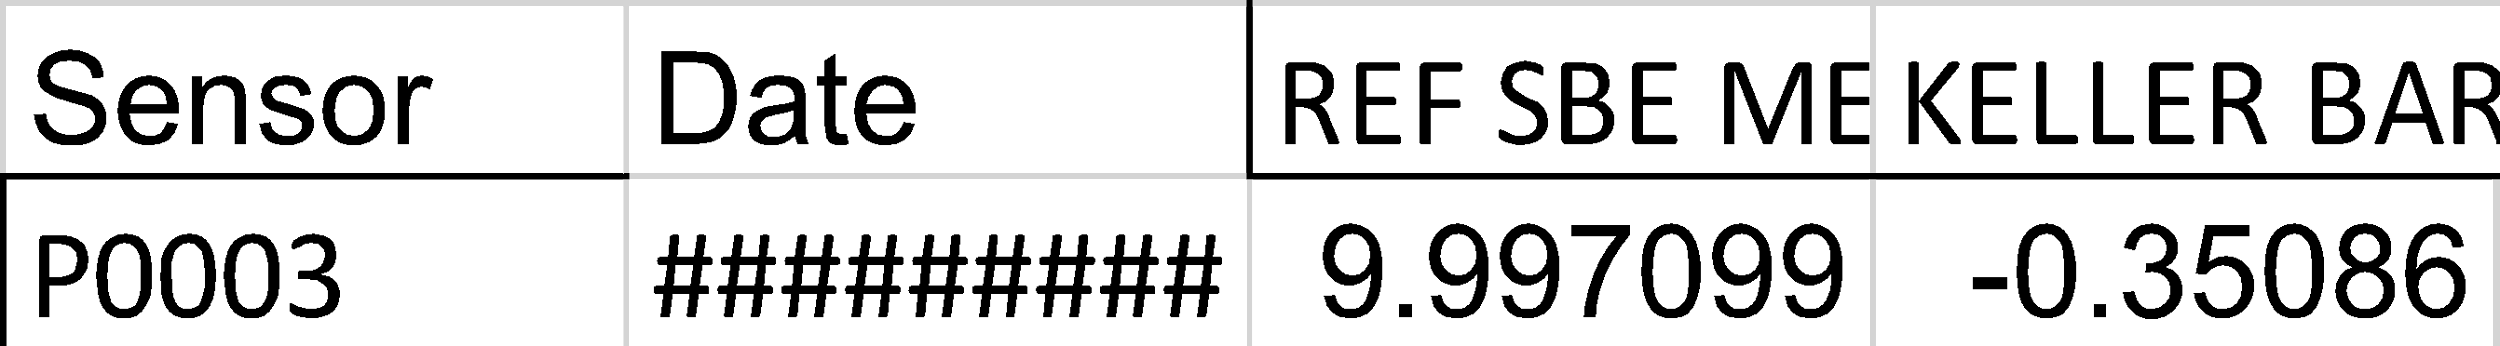 Sensor Date REF SBE ME KELLER BAR
P0003 ######### 9.997099 -0.35086